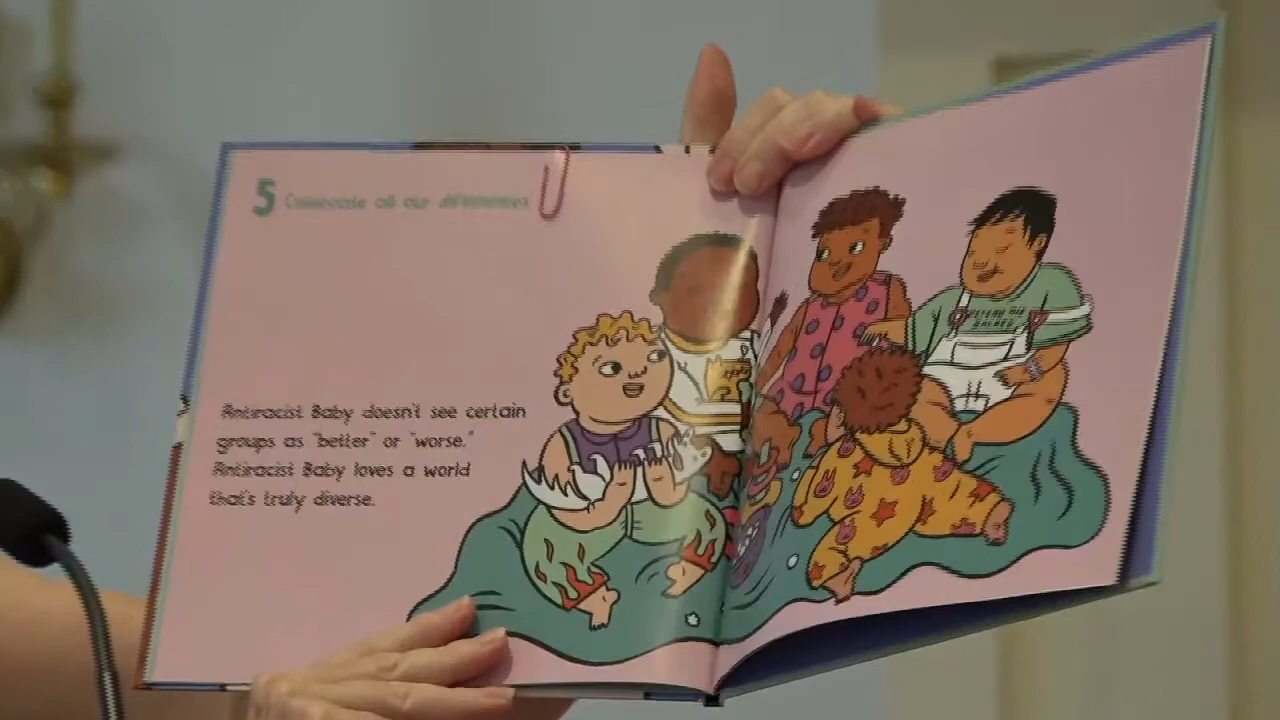 5 Celebrate all our differences.
Antiracist Baby doesn't see certain
groups as "better" or "worse."
Antiracist Baby loves a world
that's truly diverse.